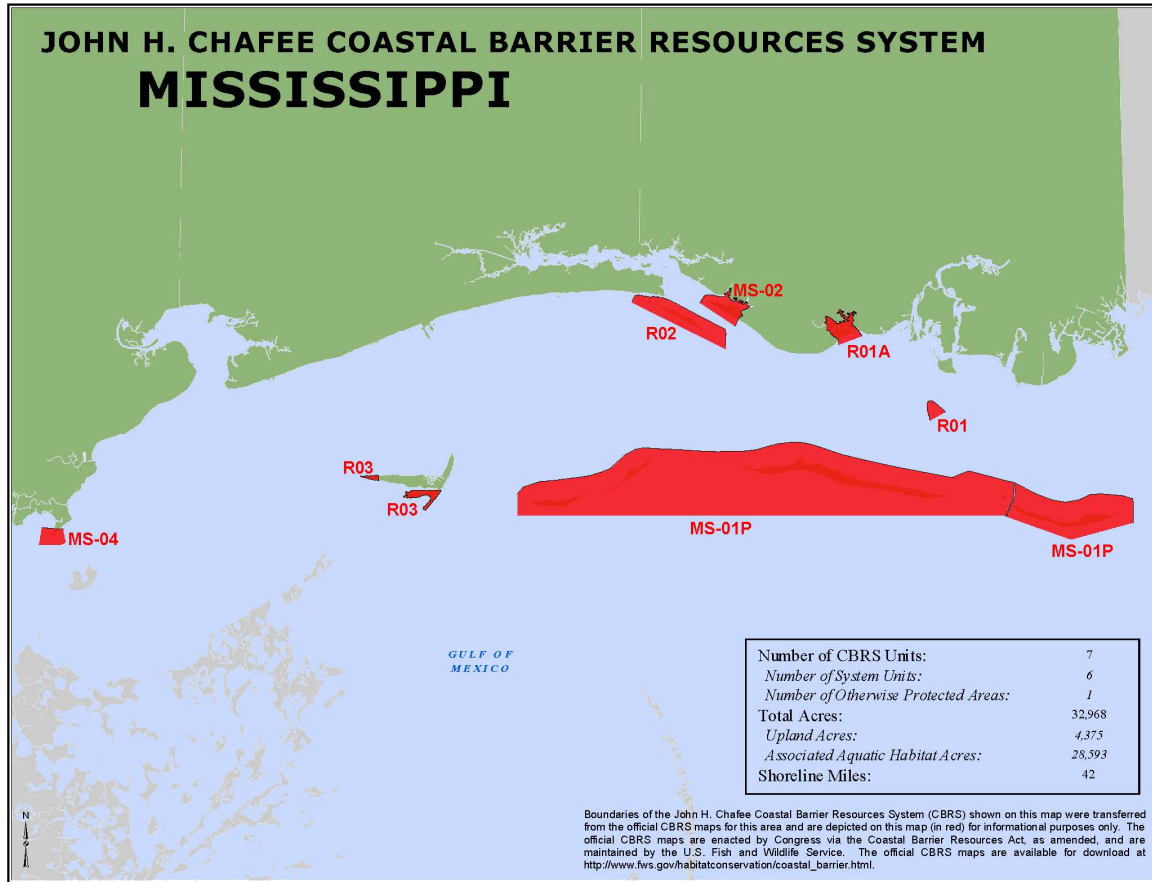 JOHN H. CHAFEE COASTAL BARRIER RESOURCES SYSTEM
MISSISSIPPI
MS-02
R02
R01A
R01
R03
R03
MS-01P
MS-04
MS-01P
GULF OF
MEXICO
Number of CBRS Units: 7
Number of System Units: 6
Number of Otherwise Protected Areas: 1
Total Acres: 32,968
Upland Acres: 4,375
Associated Aquatic Habitat Acres: 28,593
Shoreline Miles: 42
N
Boundaries of the John H. Chafee Coastal Barrier Resources System (CBRS) shown on this map were transferred
from the official CBRS maps for this area and are depicted on this map (in red) for informational purposes only. The
official CBRS maps are enacted by Congress via the Coastal Barrier Resources Act, as amended, and are
maintained by the U.S. Fish and Wildlife Service. The official CBRS maps are available for download at
http://www.fws.gov/habitatconservation/coastal_barrier.html.